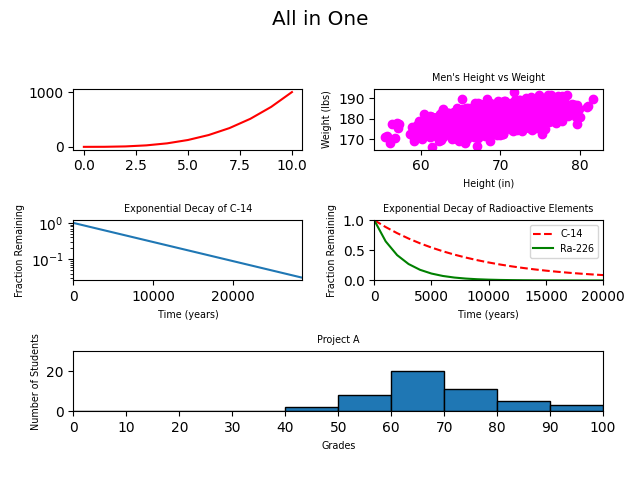 All in One
1000
0
0.0 2.5 5.0 7.5 10.0
Men's Height vs Weight
Weight (lbs)
190
180
170
60 70 80
Height (in)
Exponential Decay of C-14
Fraction Remaining
10⁰
10⁻¹
0 10000 20000
Time (years)
Exponential Decay of Radioactive Elements
Fraction Remaining
1.0
0.5
0.0
C-14
Ra-226
0 5000 10000 15000 20000
Time (years)
Project A
Number of Students
20
0
0 10 20 30 40 50 60 70 80 90 100
Grades